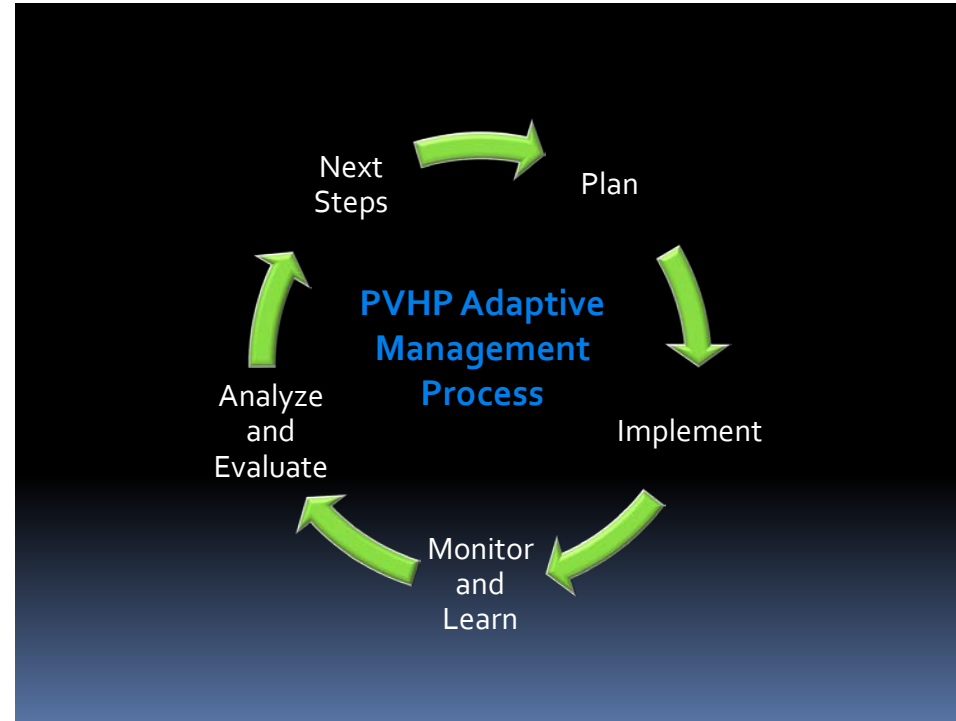 Next
Steps
Plan
PVHP Adaptive
Management
Process
Analyze
and
Evaluate
Implement
Monitor
and
Learn